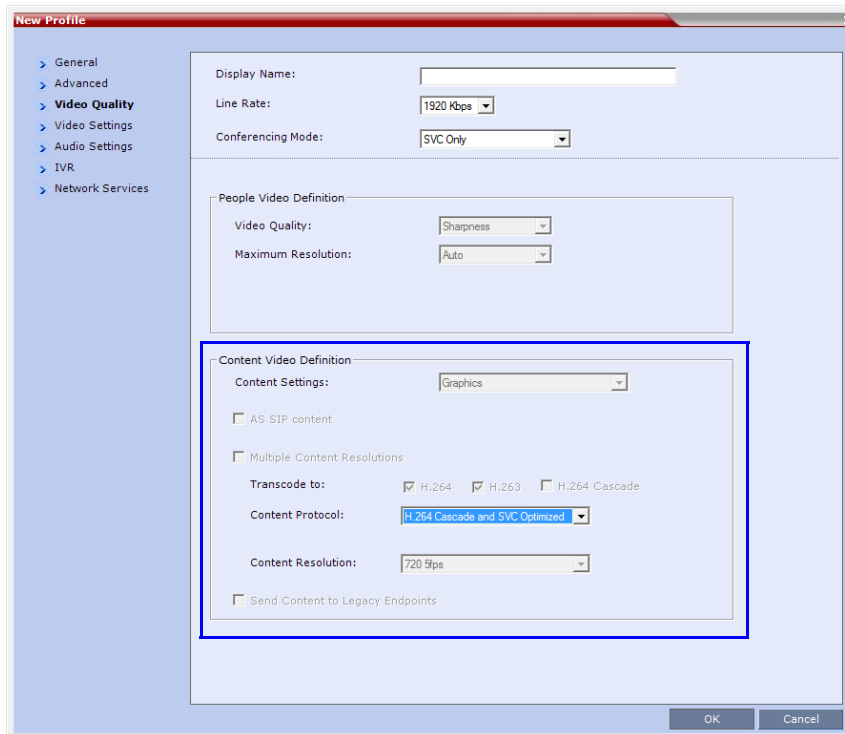 New Profile
General
Advanced
Video Quality
Video Settings
Audio Settings
IVR
Network Services
Display Name:
Line Rate: 1920 Kbps
Conferencing Mode: SVC Only
People Video Definition
Video Quality: Sharpness
Maximum Resolution: Auto
Content Video Definition
Content Settings: Graphics
AS SIP content
Multiple Content Resolutions
Transcode to: H.264 H.263 H.264 Cascade
Content Protocol: H.264 Cascade and SVC Optimized
Content Resolution: 720 5fps
Send Content to Legacy Endpoints
OK Cancel